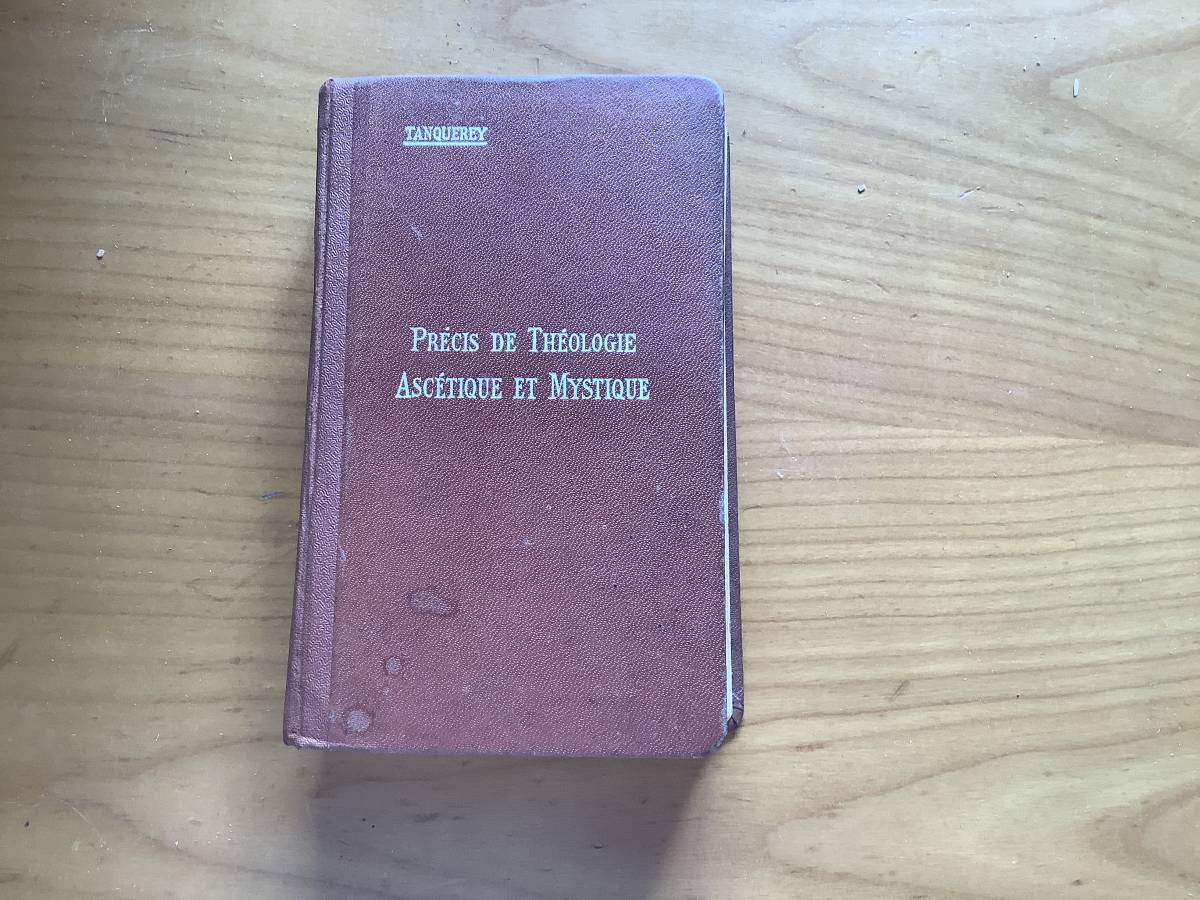 TANQUEREY
PRÉCIS DE THÉOLOGIE
ASCÉTIQUE ET MYSTIQUE